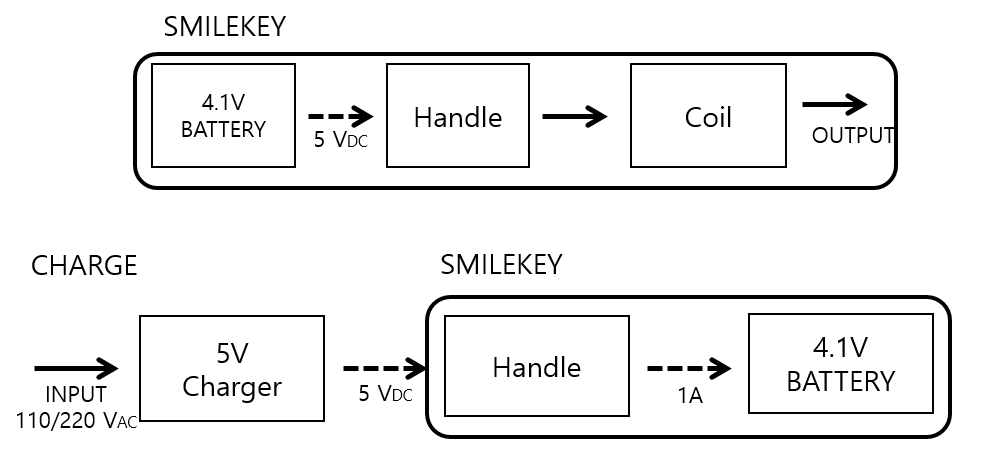 SMILEKEY
4.1V
BATTERY
5 VDC
Handle
Coil
OUTPUT
CHARGE
SMILEKEY
INPUT
110/220 VAC
5V
Charger
5 VDC
Handle
1A
4.1V
BATTERY